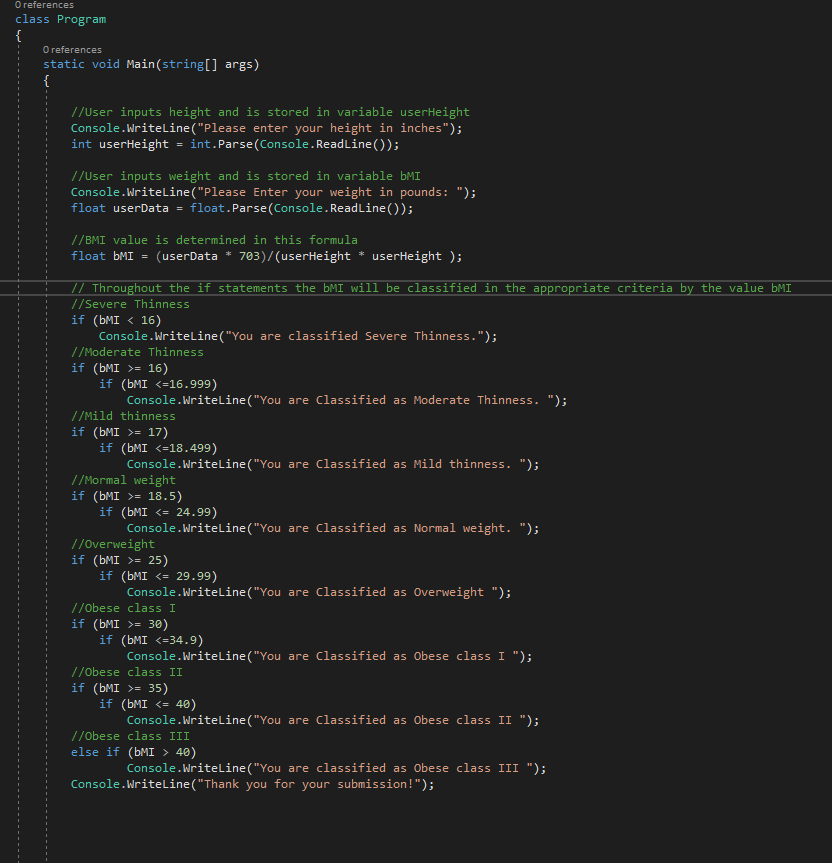 0 references
class Program
{
0 references
static void Main(string[] args)
{
//User inputs height and is stored in variable userHeight
Console.WriteLine("Please enter your height in inches");
int userHeight = int.Parse(Console.ReadLine());
//User inputs weight and is stored in variable bMI
Console.WriteLine("Please Enter your weight in pounds: ");
float userData = float.Parse(Console.ReadLine());
//BMI value is determined in this formula
float bMI = (userData * 703)/(userHeight * userHeight );
// Throughout the if statements the bMI will be classified in the appropriate criteria by the value bMI
//Severe Thinness
if (bMI < 16)
Console.WriteLine("You are classified Severe Thinness.");
//Moderate Thinness
if (bMI >= 16)
if (bMI <=16.999)
Console.WriteLine("You are Classified as Moderate Thinness. ");
//Mild thinness
if (bMI >= 17)
if (bMI <=18.499)
Console.WriteLine("You are Classified as Mild thinness. ");
//Mormal weight
if (bMI >= 18.5)
if (bMI <= 24.99)
Console.WriteLine("You are Classified as Normal weight. ");
//Overweight
if (bMI >= 25)
if (bMI <= 29.99)
Console.WriteLine("You are Classified as Overweight ");
//Obese class I
if (bMI >= 30)
if (bMI <=34.9)
Console.WriteLine("You are Classified as Obese class I ");
//Obese class II
if (bMI >= 35)
if (bMI <= 40)
Console.WriteLine("You are Classified as Obese class II ");
//Obese class III
else if (bMI > 40)
Console.WriteLine("You are classified as Obese class III ");
Console.WriteLine("Thank you for your submission!");